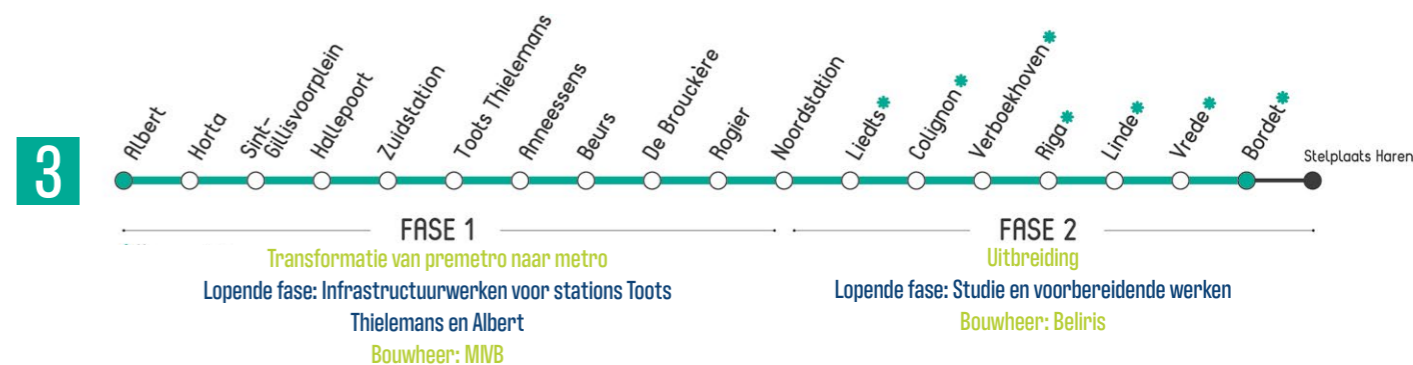 3
Albert
Horta
Sint-
Gillisvoorplein
Hallepoort
Zuidstation
Toots Thielemans
Anneessens
Beurs
De Brouckère
Rogier
Noordstation
Liedts*
Colignon*
Verboekhoven*
Riga*
Linde*
Vrede*
Bordet*
Stelplaats Haren
FASE 1
Transformatie van premetro naar metro
Lopende fase: Infrastructuurwerken voor stations Toots
Thielemans en Albert
Bouwheer: MIVB
FASE 2
Uitbreiding
Lopende fase: Studie en voorbereidende werken
Bouwheer: Beliris